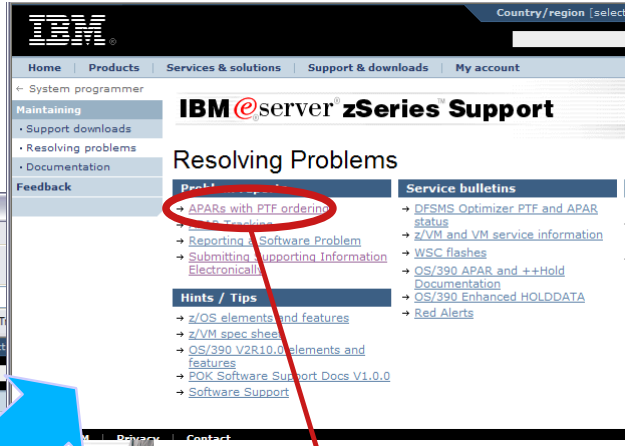 Country/region [select
IBM®
Home | Products | Services & solutions | Support & downloads | My account
← System programmer
Maintaining
· Support downloads
· Resolving problems
· Documentation
Feedback
IBM @server® zSeries™ Support
Resolving Problems
→ APARs with PTF ordering
→ APAR Tracking
→ Reporting a Software Problem
→ Submitting Supporting Information
Electronically
Hints / Tips
→ z/OS elements and features
→ z/VM spec sheet
→ OS/390 V2R10.0 elements and
features
→ POK Software Support Docs V1.0.0
→ Software Support
Service bulletins
→ DFSMS Optimizer PTF and APAR
status
→ z/VM and VM service information
→ WSC flashes
→ OS/390 APAR and ++Hold
Documentation
→ OS/390 Enhanced HOLDDATA
→ Red Alerts
| Privacy | Contact